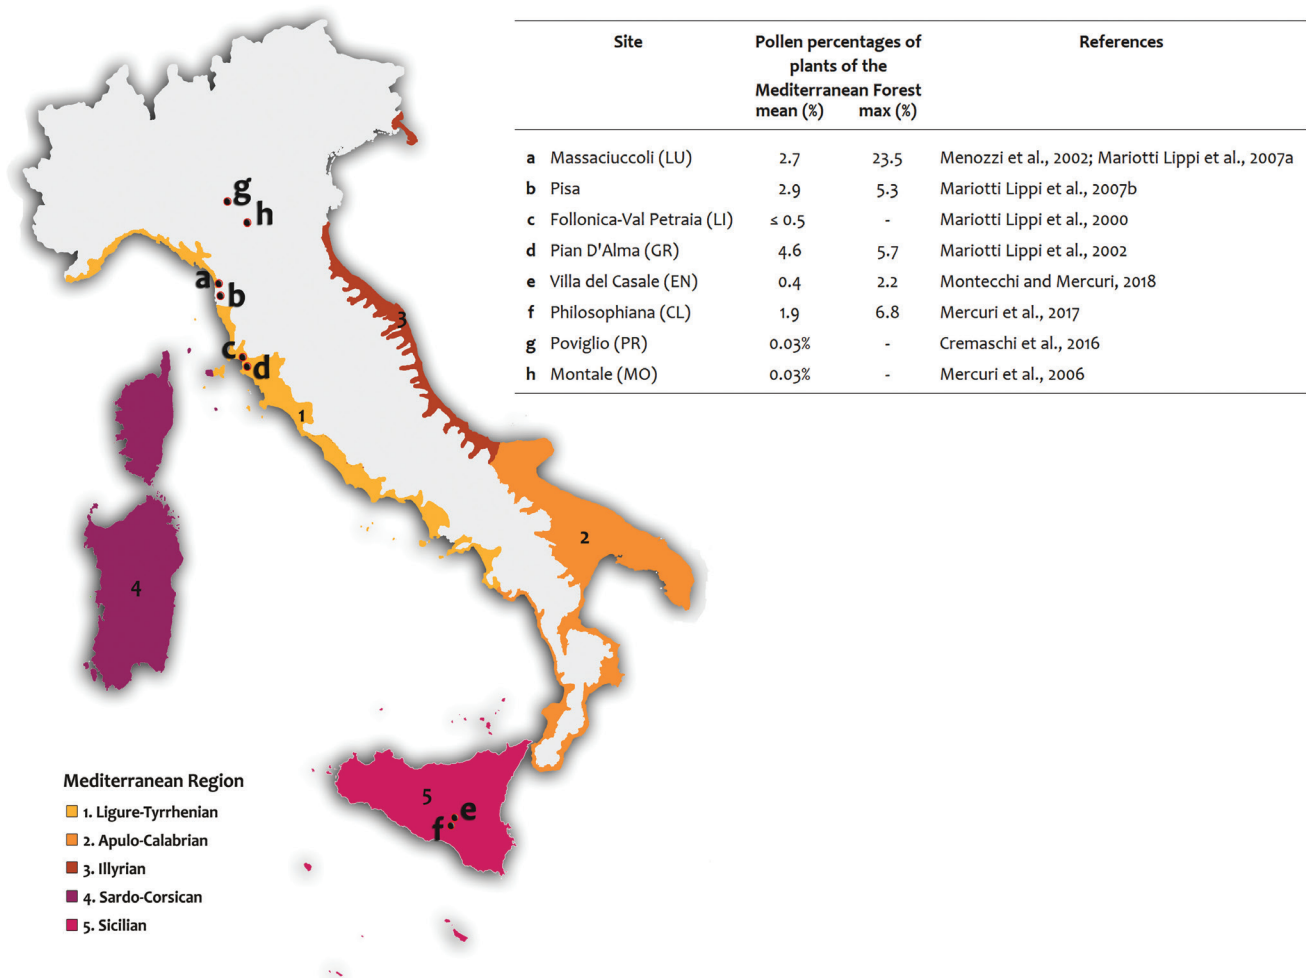 Site Pollen percentages of References
plants of the
Mediterranean Forest
mean (%) max (%)
a Massaciuccoli (LU) 2.7 23.5 Menozzi et al., 2002; Mariotti Lippi et al., 2007a
b Pisa 2.9 5.3 Mariotti Lippi et al., 2007b
c Follonica-Val Petraia (LI) ≤ 0.5 - Mariotti Lippi et al., 2000
d Pian D'Alma (GR) 4.6 5.7 Mariotti Lippi et al., 2002
e Villa del Casale (EN) 0.4 2.2 Montecchi and Mercuri, 2018
f Philosophiana (CL) 1.9 6.8 Mercuri et al., 2017
g Poviglio (PR) 0.03% - Cremaschi et al., 2016
h Montale (MO) 0.03% - Mercuri et al., 2006
g
h
a
b
3
c
d
1
2
4
5
e
f
Mediterranean Region
1. Ligure-Tyrrhenian
2. Apulo-Calabrian
3. Illyrian
4. Sardo-Corsican
5. Sicilian